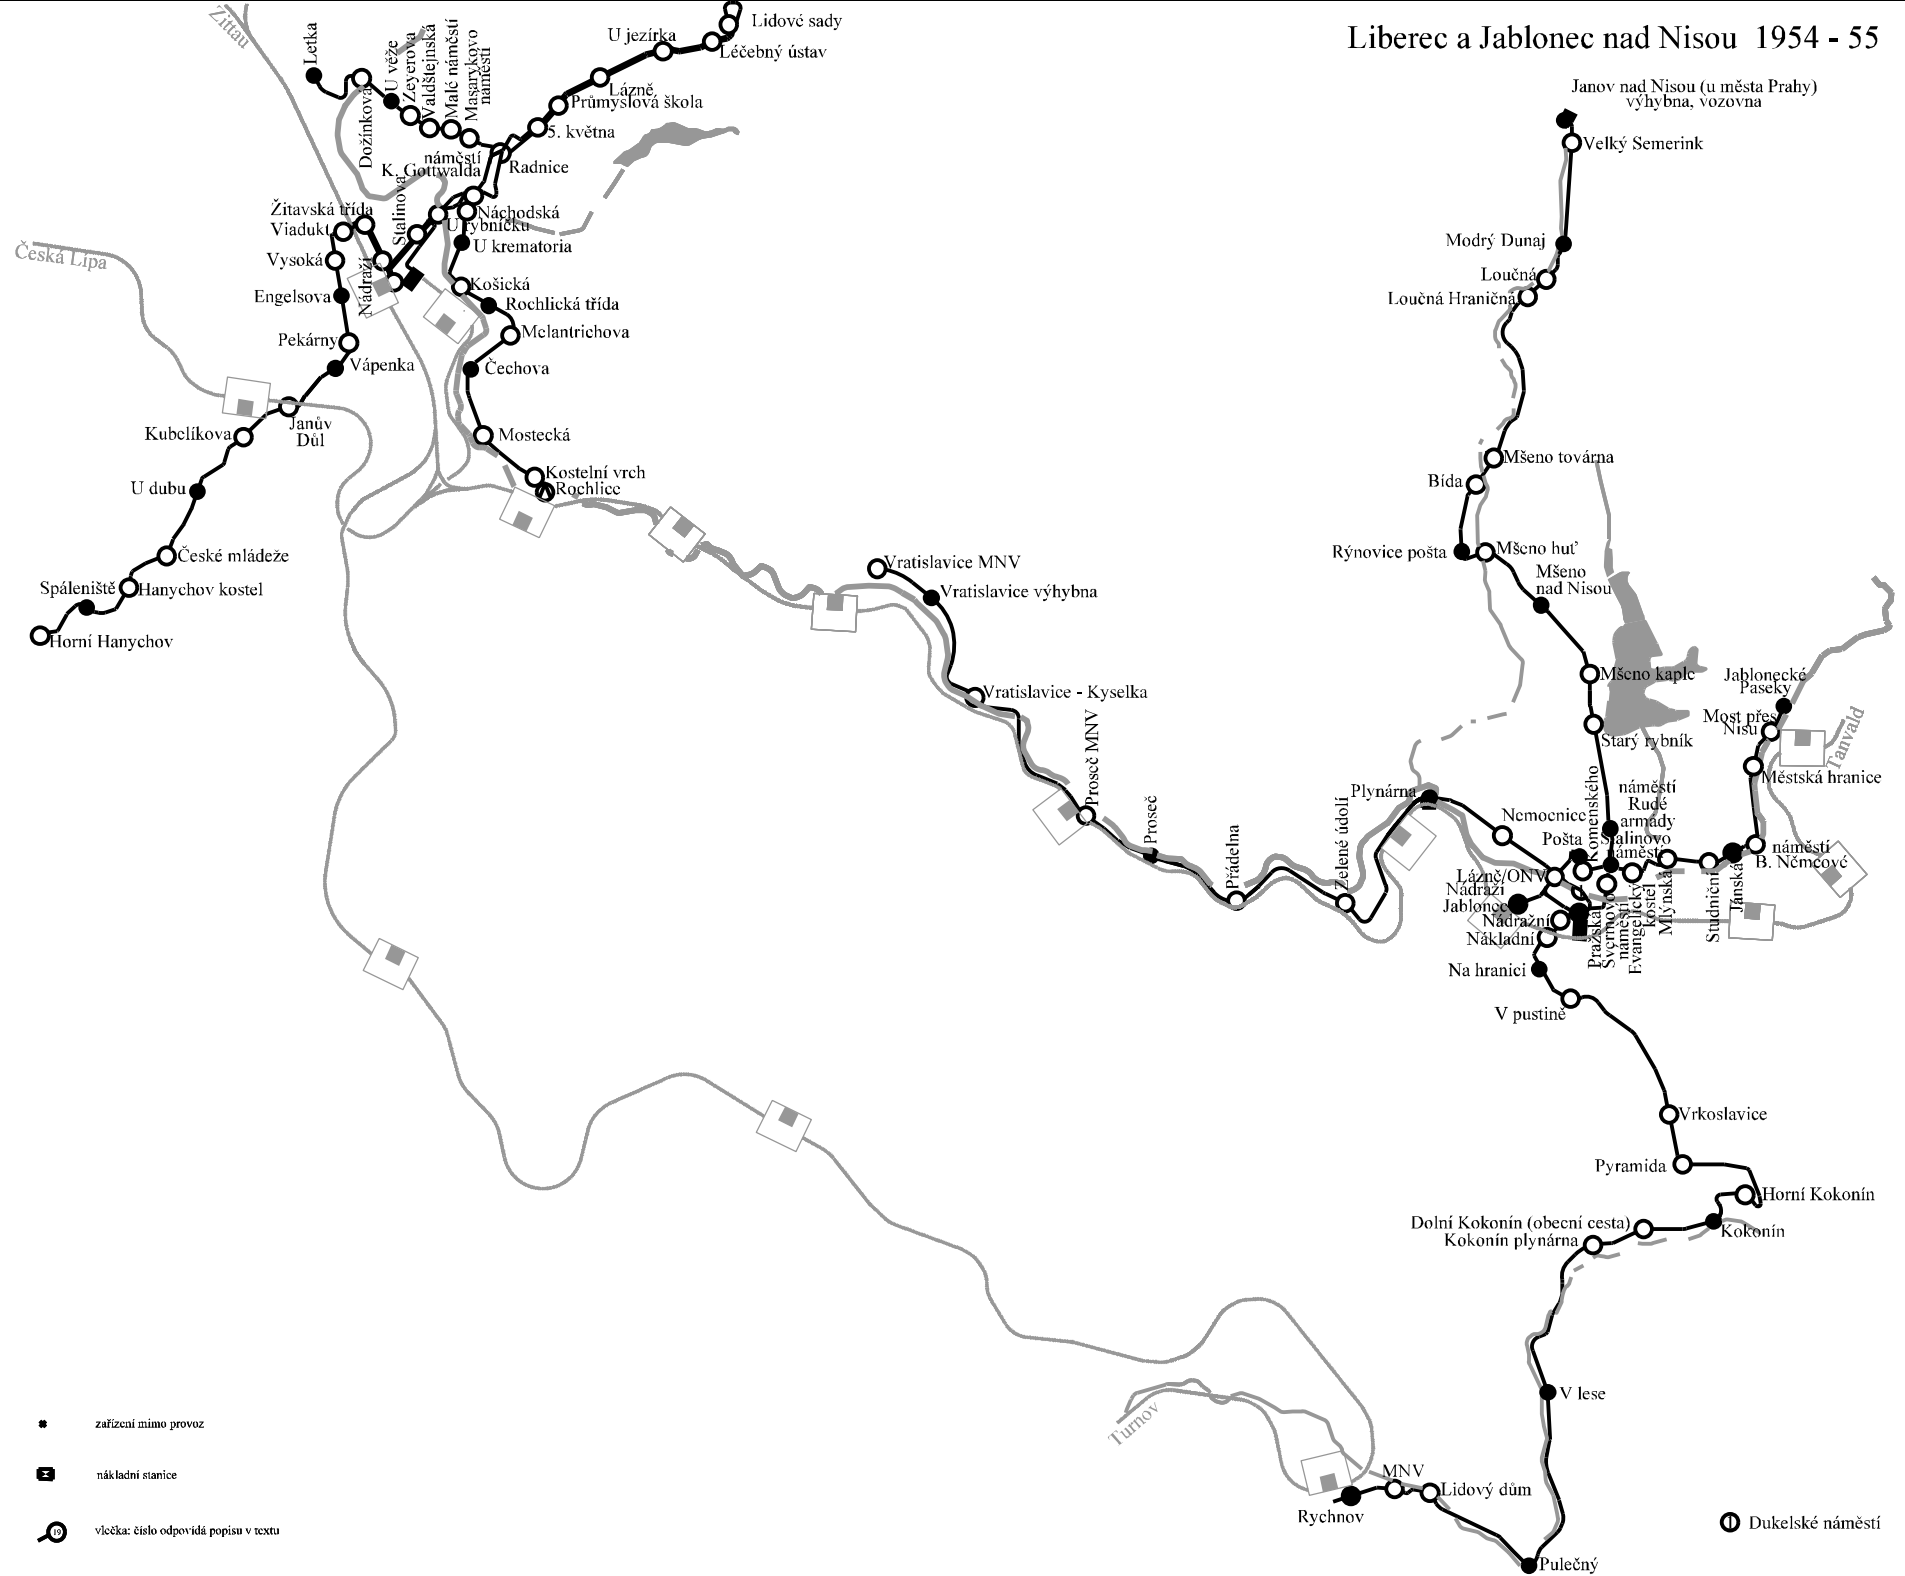 Liberec a Jablonec nad Nisou 1954 - 55
Zittau
Letka
U věže
Zeyerova
Valdštejnská
Malé náměstí
Masarykovo
náměstí
Dožínkova
U jezírka
Lidové sady
Léčebný ústav
Lázně
Průmyslová škola
5. května
Radnice
náměstí
K. Gottwalda
Stalinova
Žitavská třída
Viadukt
Vysoká
Nádraží
Engelsova
Pekárny
Vápenka
Janův
Důl
Kubelíkova
U dubu
České mládeže
Spáleniště
Hanychov kostel
Horní Hanychov
Česká Lípa
Náchodská
U rybníčku
U krematoria
Košická
Rochlická třída
Melantrichova
Čechova
Mostecká
Kostelní vrch
Rochlice
Vratislavice MNV
Vratislavice výhybna
Vratislavice - Kyselka
Proseč MNV
Proseč
Přádelna
Zelené údolí
Plynárna
Janov nad Nisou (u města Prahy)
výhybna, vozovna
Velký Semerink
Modrý Dunaj
Loučná
Loučná Hraničná
Mšeno továrna
Bída
Rýnovice pošta
Mšeno huť
Mšeno
nad Nisou
Mšeno kaple
Starý rybník
Jablonecké
Paseky
Most přes
Nisu
Tanvald
Městská hranice
náměstí
B. Němcové
Nemocnice
Pošta
Komenského
náměstí
Rudé
armády
Stalinovo
náměstí
Lázně/ONV
Nádraží
Jablonec
Nádražní
Nákladní
Pražská
Švermovo
náměstí
Evangelický
kostel
Mlýnská
Studniční
Jánská
Na hranici
V pustině
Vrkoslavice
Pyramida
Horní Kokonín
Dolní Kokonín (obecní cesta)
Kokonín plynárna
Kokonín
V lese
Turnov
MNV
Lidový dům
Rychnov
Pulečný
Dukelské náměstí
zařízení mimo provoz
nákladní stanice
19
vlečka: číslo odpovídá popisu v textu